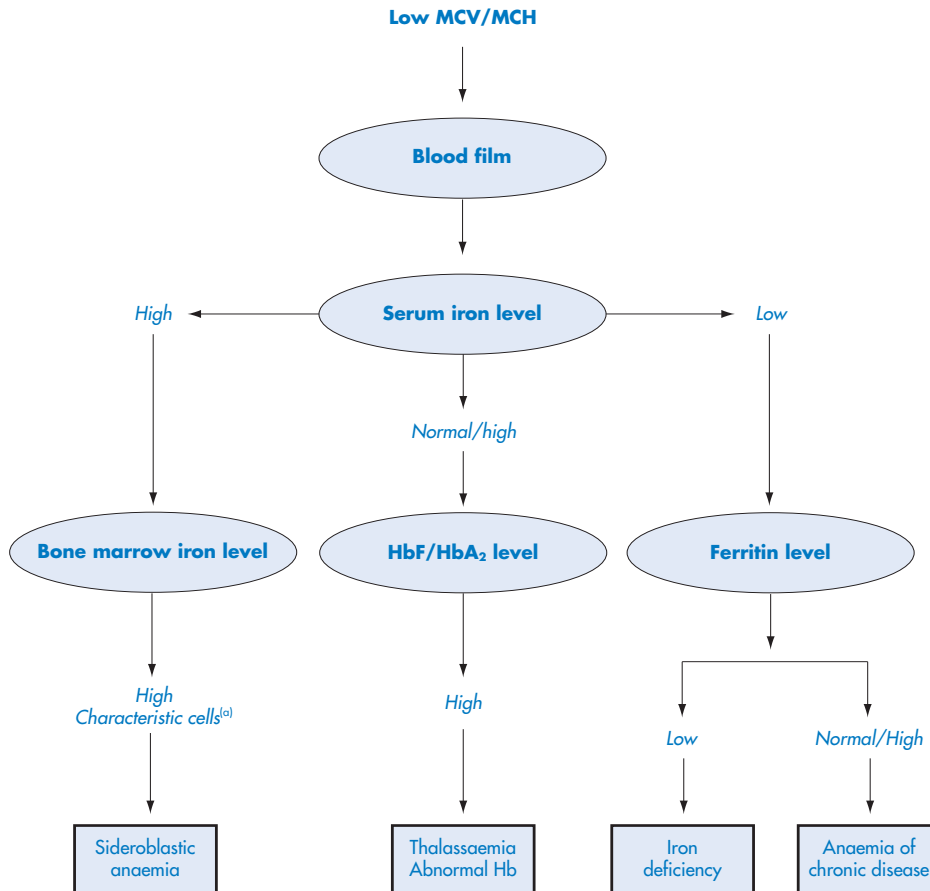 Low MCV/MCH
Blood film
High
Serum iron level
Low
Normal/high
Bone marrow iron level
HbF/HbA₂ level
Ferritin level
High
Characteristic cells⁽ᵃ⁾
High
Low
Normal/High
Sideroblastic
anaemia
Thalassaemia
Abnormal Hb
Iron
deficiency
Anaemia of
chronic disease